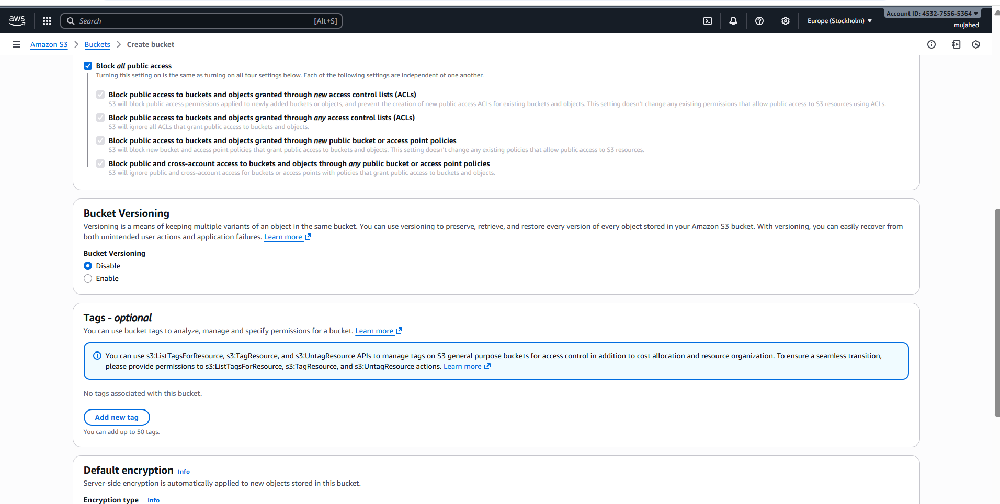 aws
Search
[Alt+S]
Europe (Stockholm)
Account ID: 4532-7556-5364
mujahed
Amazon S3
Buckets
Create bucket
Block all public access
Turning this setting on is the same as turning on all four settings below. Each of the following settings are independent of one another.
Block public access to buckets and objects granted through new access control lists (ACLs)
S3 will block public access permissions applied to newly added buckets or objects, and prevent the creation of new public access ACLs for existing buckets and objects. This setting doesn't change any existing permissions that allow public access to S3 resources using ACLs.
Block public access to buckets and objects granted through any access control lists (ACLs)
S3 will ignore all ACLs that grant public access to buckets and objects.
Block public access to buckets and objects granted through new public bucket or access point policies
S3 will block new bucket and access point policies that grant public access to buckets and objects. This setting doesn't change any existing policies that allow public access to S3 resources.
Block public and cross-account access to buckets and objects through any public bucket or access point policies
S3 will ignore public and cross-account access for buckets or access points with policies that grant public access to buckets and objects.
Bucket Versioning
Versioning is a means of keeping multiple variants of an object in the same bucket. You can use versioning to preserve, retrieve, and restore every version of every object stored in your Amazon S3 bucket. With versioning, you can easily recover from
both unintended user actions and application failures. Learn more
Bucket Versioning
Disable
Enable
Tags - optional
You can use bucket tags to analyze, manage and specify permissions for a bucket. Learn more
You can use s3:ListTagsForResource, s3:TagResource, and s3:UntagResource APIs to manage tags on S3 general purpose buckets for access control in addition to cost allocation and resource organization. To ensure a seamless transition,
please provide permissions to s3:ListTagsForResource, s3:TagResource, and s3:UntagResource actions. Learn more
No tags associated with this bucket.
Add new tag
You can add up to 50 tags.
Default encryption Info
Server-side encryption is automatically applied to new objects stored in this bucket.
Encryption type Info